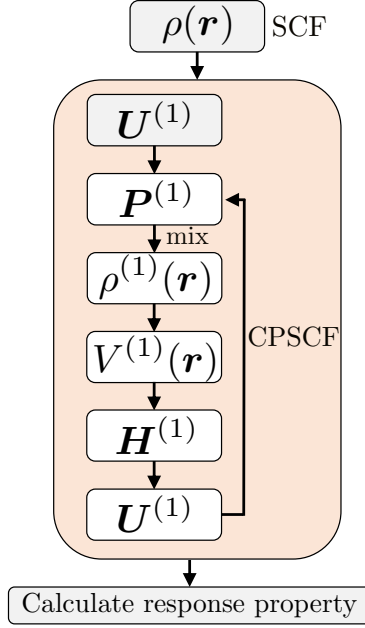 ρ(r) SCF
U^(1)
P^(1)
mix
ρ^(1)(r)
V^(1)(r)
CPSCF
H^(1)
U^(1)
Calculate response property